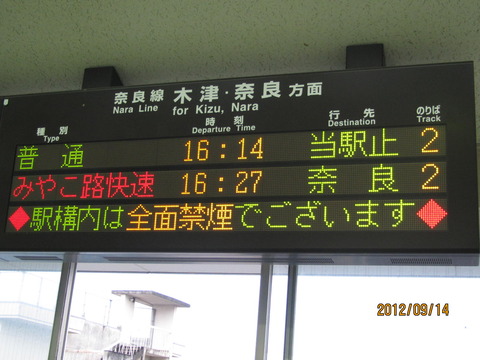 奈良線 木津・奈良 方面
Nara Line for Kizu, Nara
種別 時刻 行先 のりば
Type Departure Time Destination Track
普通 16:14 当駅止 2
みやこ路快速 16:27 奈良 2
◆駅構内は全面禁煙でございます◆
2012/09/14